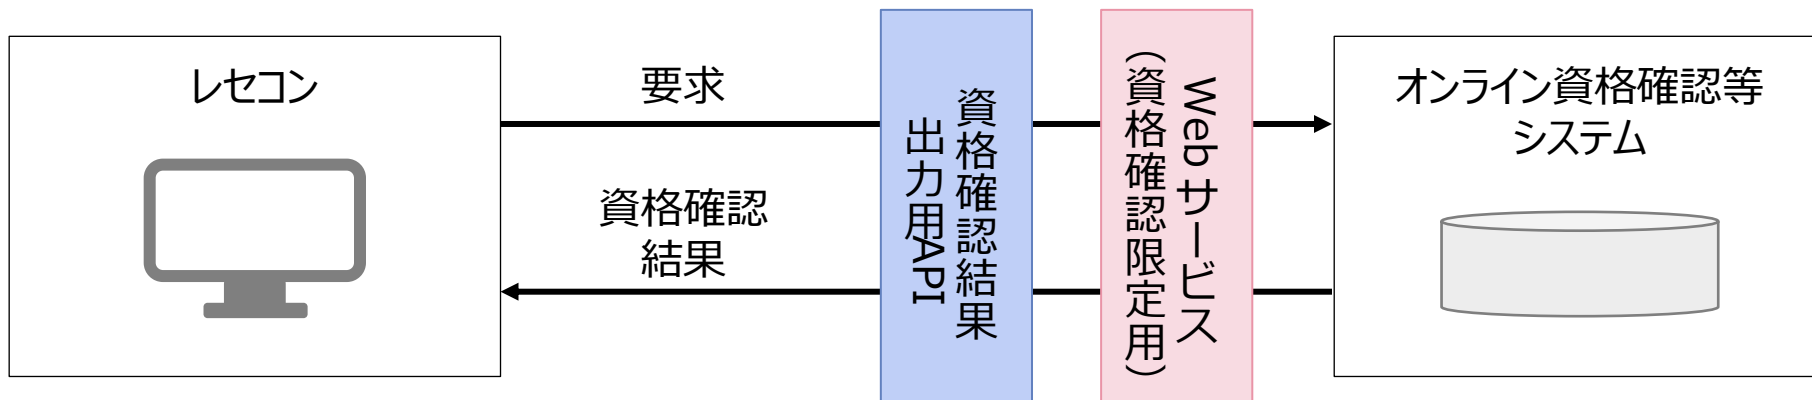 レセコン
要求
資格確認
結果
資格確認結果
出力用API
Webサービス
（資格確認限定用）
オンライン資格確認等
システム